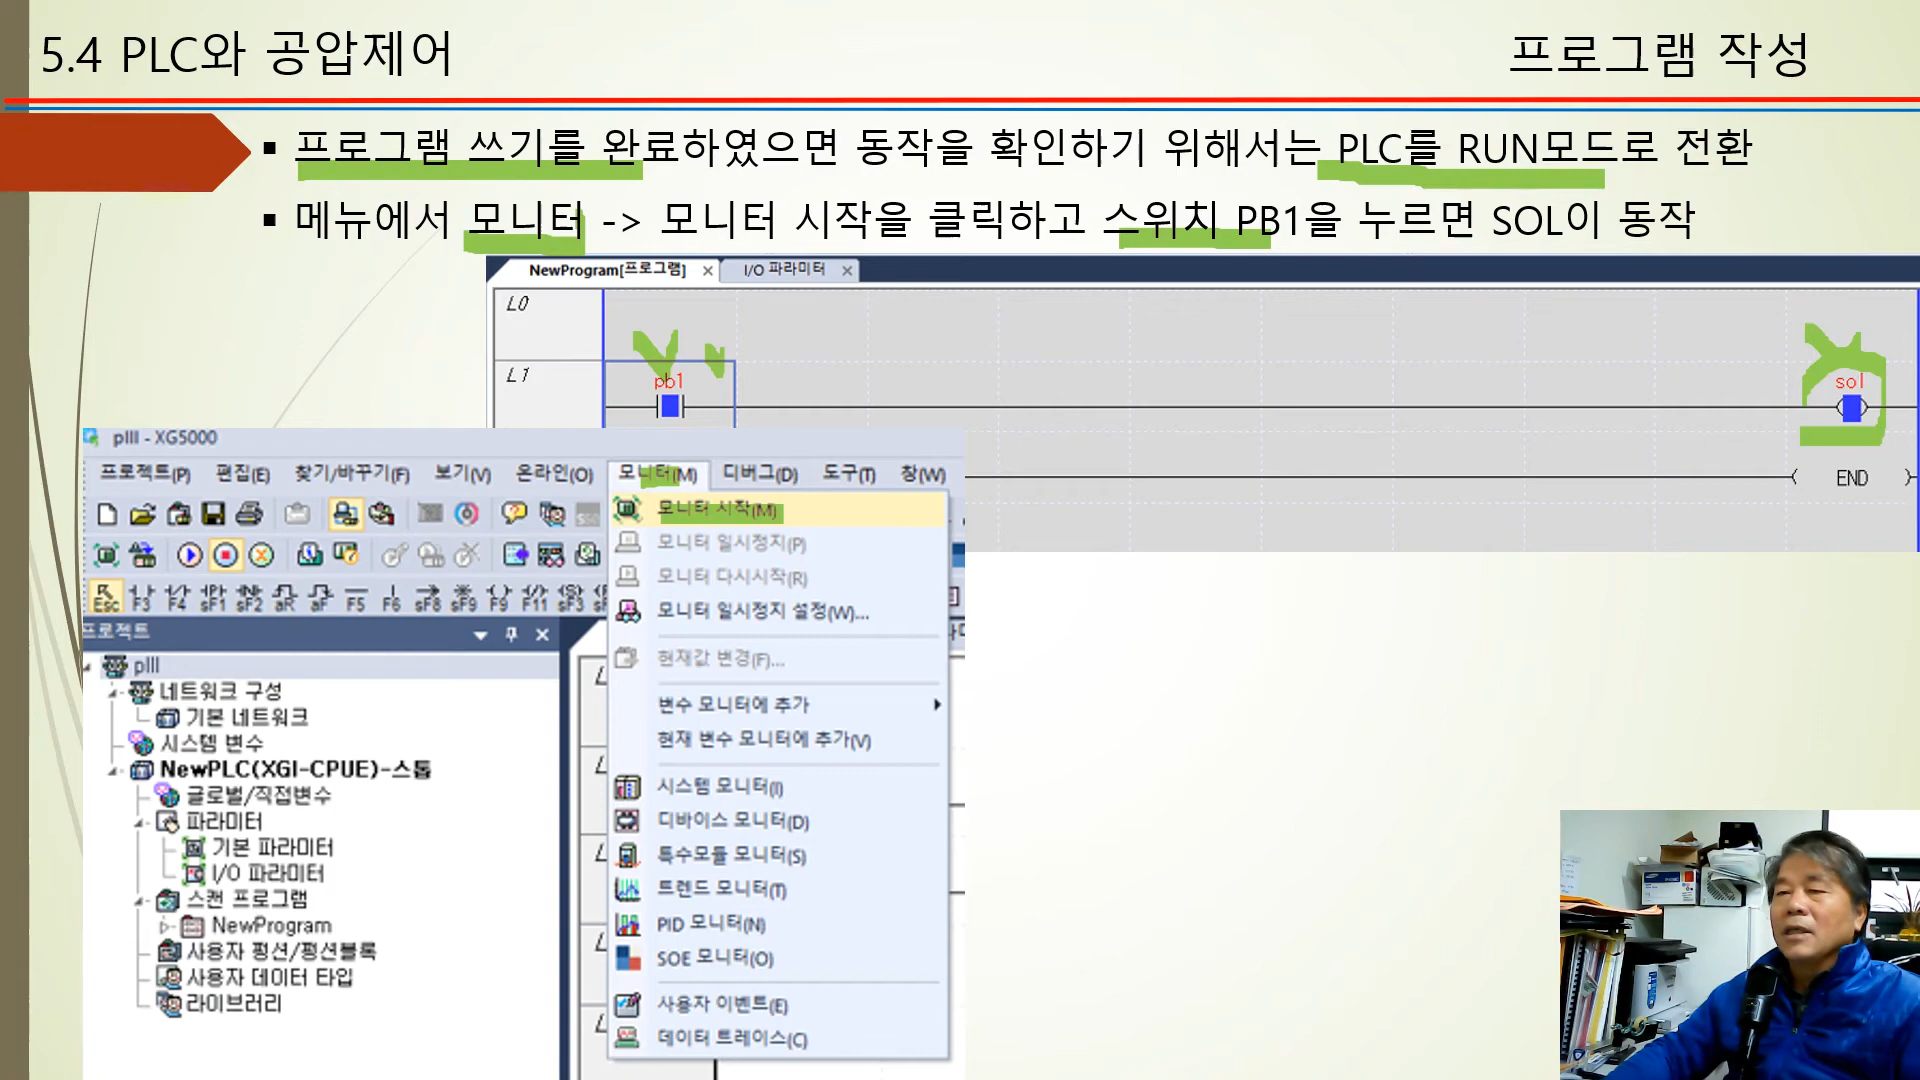 5.4 PLC와 공압제어
프로그램 작성
▪ 프로그램 쓰기를 완료하였으면 동작을 확인하기 위해서는 PLC를 RUN모드로 전환
▪ 메뉴에서 모니터 -> 모니터 시작을 클릭하고 스위치 PB1을 누르면 SOL이 동작
NewProgram[프로그램] × I/O 파라미터 ×
L0
L1
pb1
sol
END
plll - XG5000
프로젝트(P) 편집(E) 찾기/바꾸기(F) 보기(V) 온라인(O) 모니터(M) 디버그(D) 도구(T) 창(W)
모니터 시작(M)
모니터 일시정지(P)
모니터 다시시작(R)
모니터 일시정지 설정(W)...
현재값 변경(F)...
변수 모니터에 추가
현재 변수 모니터에 추가(V)
시스템 모니터(I)
디바이스 모니터(D)
특수모듈 모니터(S)
트렌드 모니터(T)
PID 모니터(N)
SOE 모니터(O)
사용자 이벤트(E)
데이터 트레이스(C)
Esc F3 F4 sF1 sF2 aR aF F5 F6 sF8 sF9 F9 F11 sF3
프로젝트
plll
네트워크 구성
기본 네트워크
시스템 변수
NewPLC(XGI-CPUE)-스톱
글로벌/직접변수
파라미터
기본 파라미터
I/O 파라미터
스캔 프로그램
NewProgram
사용자 펑션/펑션블록
사용자 데이터 타입
라이브러리